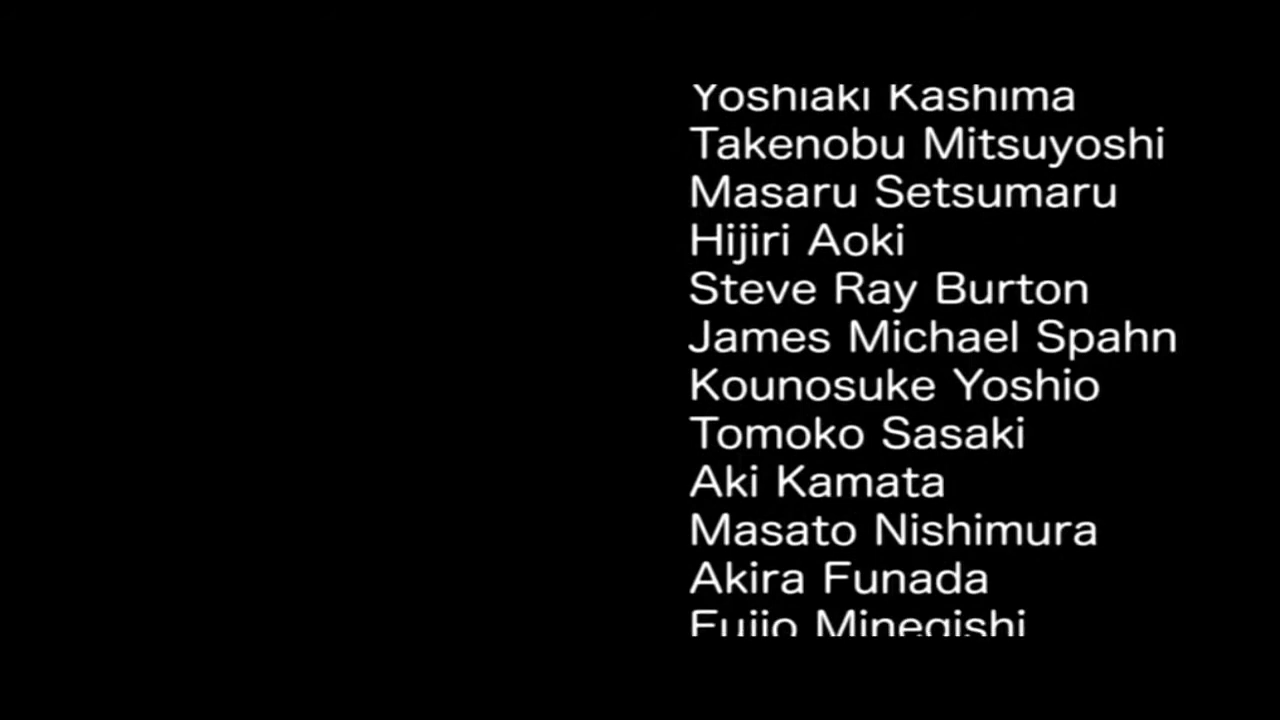 Yoshiaki Kashima
Takenobu Mitsuyoshi
Masaru Setsumaru
Hijiri Aoki
Steve Ray Burton
James Michael Spahn
Kounosuke Yoshio
Tomoko Sasaki
Aki Kamata
Masato Nishimura
Akira Funada
Fujio Minegishi